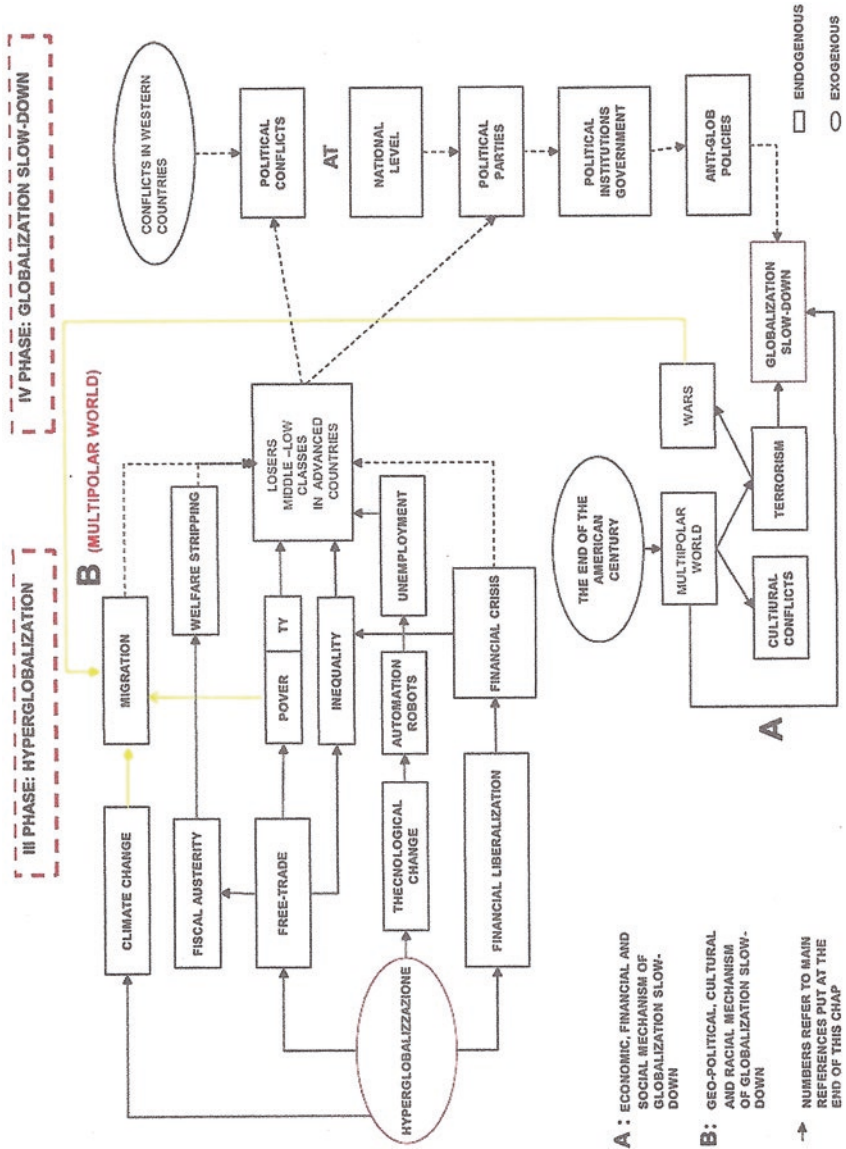 III PHASE: HYPERGLOBALIZATION
IV PHASE: GLOBALIZATION SLOW-DOWN
B (MULTIPOLAR WORLD)
CLIMATE CHANGE
MIGRATION
FISCAL AUSTERITY
WELFARE STRIPPING
FREE-TRADE
POVER
TY
INEQUALITY
THECNOLOGICAL
CHANGE
AUTOMATION
ROBOTS
UNEMPLOYMENT
FINANCIAL LIBERALIZATION
FINANCIAL CRISIS
HYPERGLOBALIZZAZIONE
LOSERS
MIDDLE –LOW
CLASSES
IN ADVANCED
COUNTRIES
CONFLICTS IN WESTERN
COUNTRIES
POLITICAL
CONFLICTS
AT
NATIONAL
LEVEL
POLITICAL
PARTIES
POLITICAL
INSTITUTIONS
GOVERNMENT
ANTI-GLOB
POLICIES
THE END OF THE
AMERICAN
CENTURY
MULTIIPOLAR
WORLD
WARS
CULTIURAL
CONFLICTS
TERRORISM
GLOBALIZATION
SLOW-DOWN
A
A : ECONOMIC, FINANCIAL AND
SOCIAL MECHANISM OF
GLOBALIZATION SLOW-
DOWN
B: GEO-POLITICAL, CULTURAL
AND RACIAL MECHANISM
OF GLOBALIZATION SLOW-
DOWN
NUMBERS REFER TO MAIN
REFERENCES PUT AT THE
END OF THIS CHAP
ENDOGENOUS
EXOGENOUS